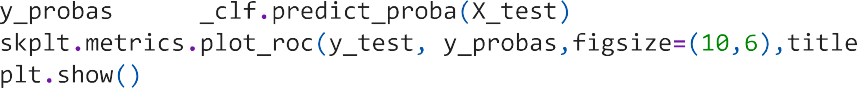 y_probas _clf.predict_proba(X_test)
skplt.metrics.plot_roc(y_test, y_probas,figsize=(10,6),title
plt.show()